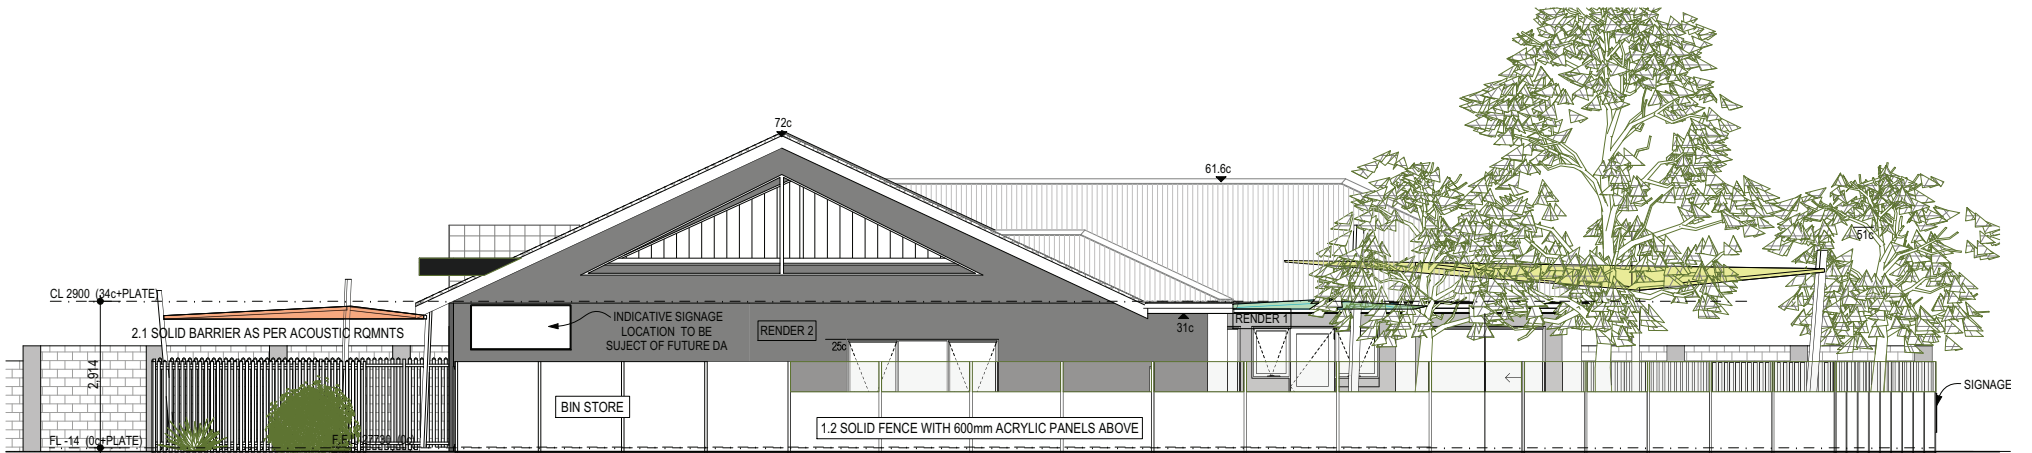 72c
61.6c
51c
CL 2900 (34c+PLATE)
2.1 SOLID BARRIER AS PER ACOUSTIC RQMNTS
INDICATIVE SIGNAGE
LOCATION TO BE
SUJECT OF FUTURE DA
RENDER 2
RENDER 1
31c
25c
2,914
SIGNAGE
BIN STORE
1.2 SOLID FENCE WITH 600mm ACRYLIC PANELS ABOVE
FL -14 (0c+PLATE)
27730 (0c)